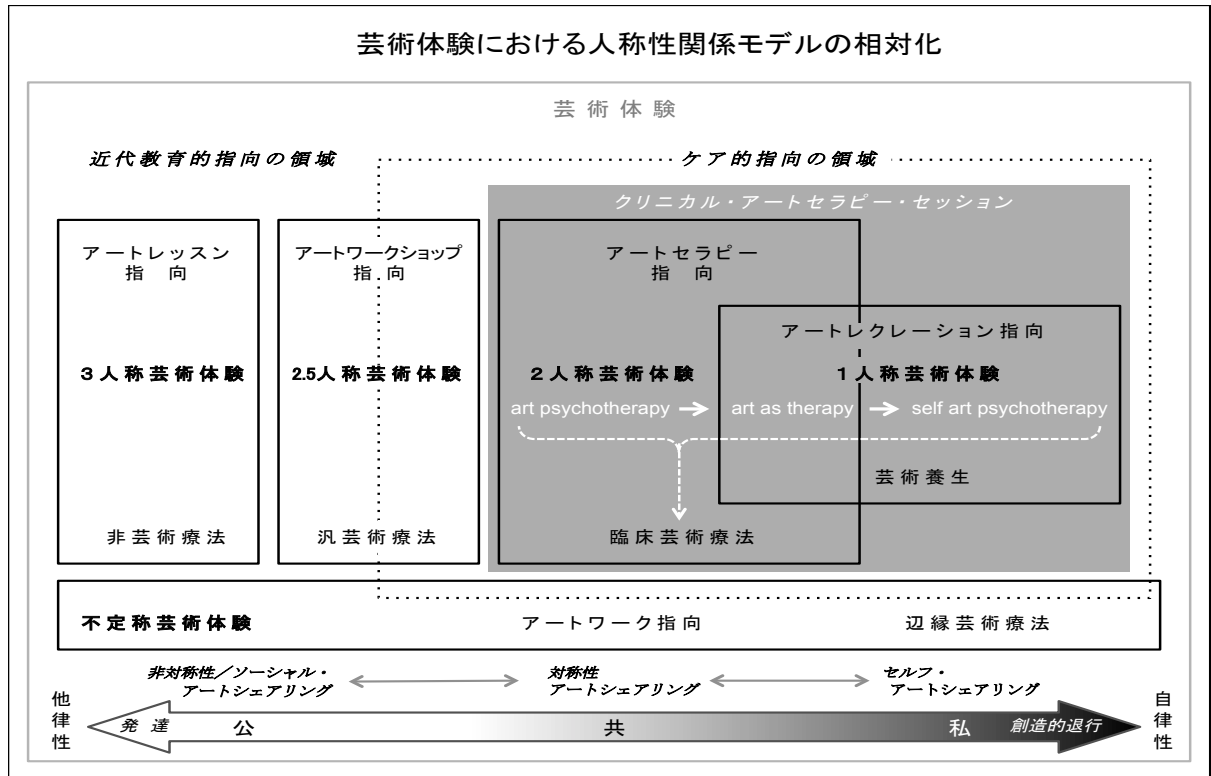 芸術体験における人称性関係モデルの相対化
芸術体験
近代教育的指向の領域
ケア的指向の領域
クリニカル・アートセラピー・セッション
アートレッスン
指向
アートワークショップ
指向
アートセラピー
指向
アートレクレーション指向
3人称芸術体験
2.5人称芸術体験
2人称芸術体験
1人称芸術体験
art psychotherapy
art as therapy
self art psychotherapy
芸術養生
非芸術療法
汎芸術療法
臨床芸術療法
不定称芸術体験
アートワーク指向
辺縁芸術療法
非対称性/ソーシャル・
アートシェアリング
対称性
アートシェアリング
セルフ・
アートシェアリング
他律性
発達
公
共
私
創造的退行
自律性